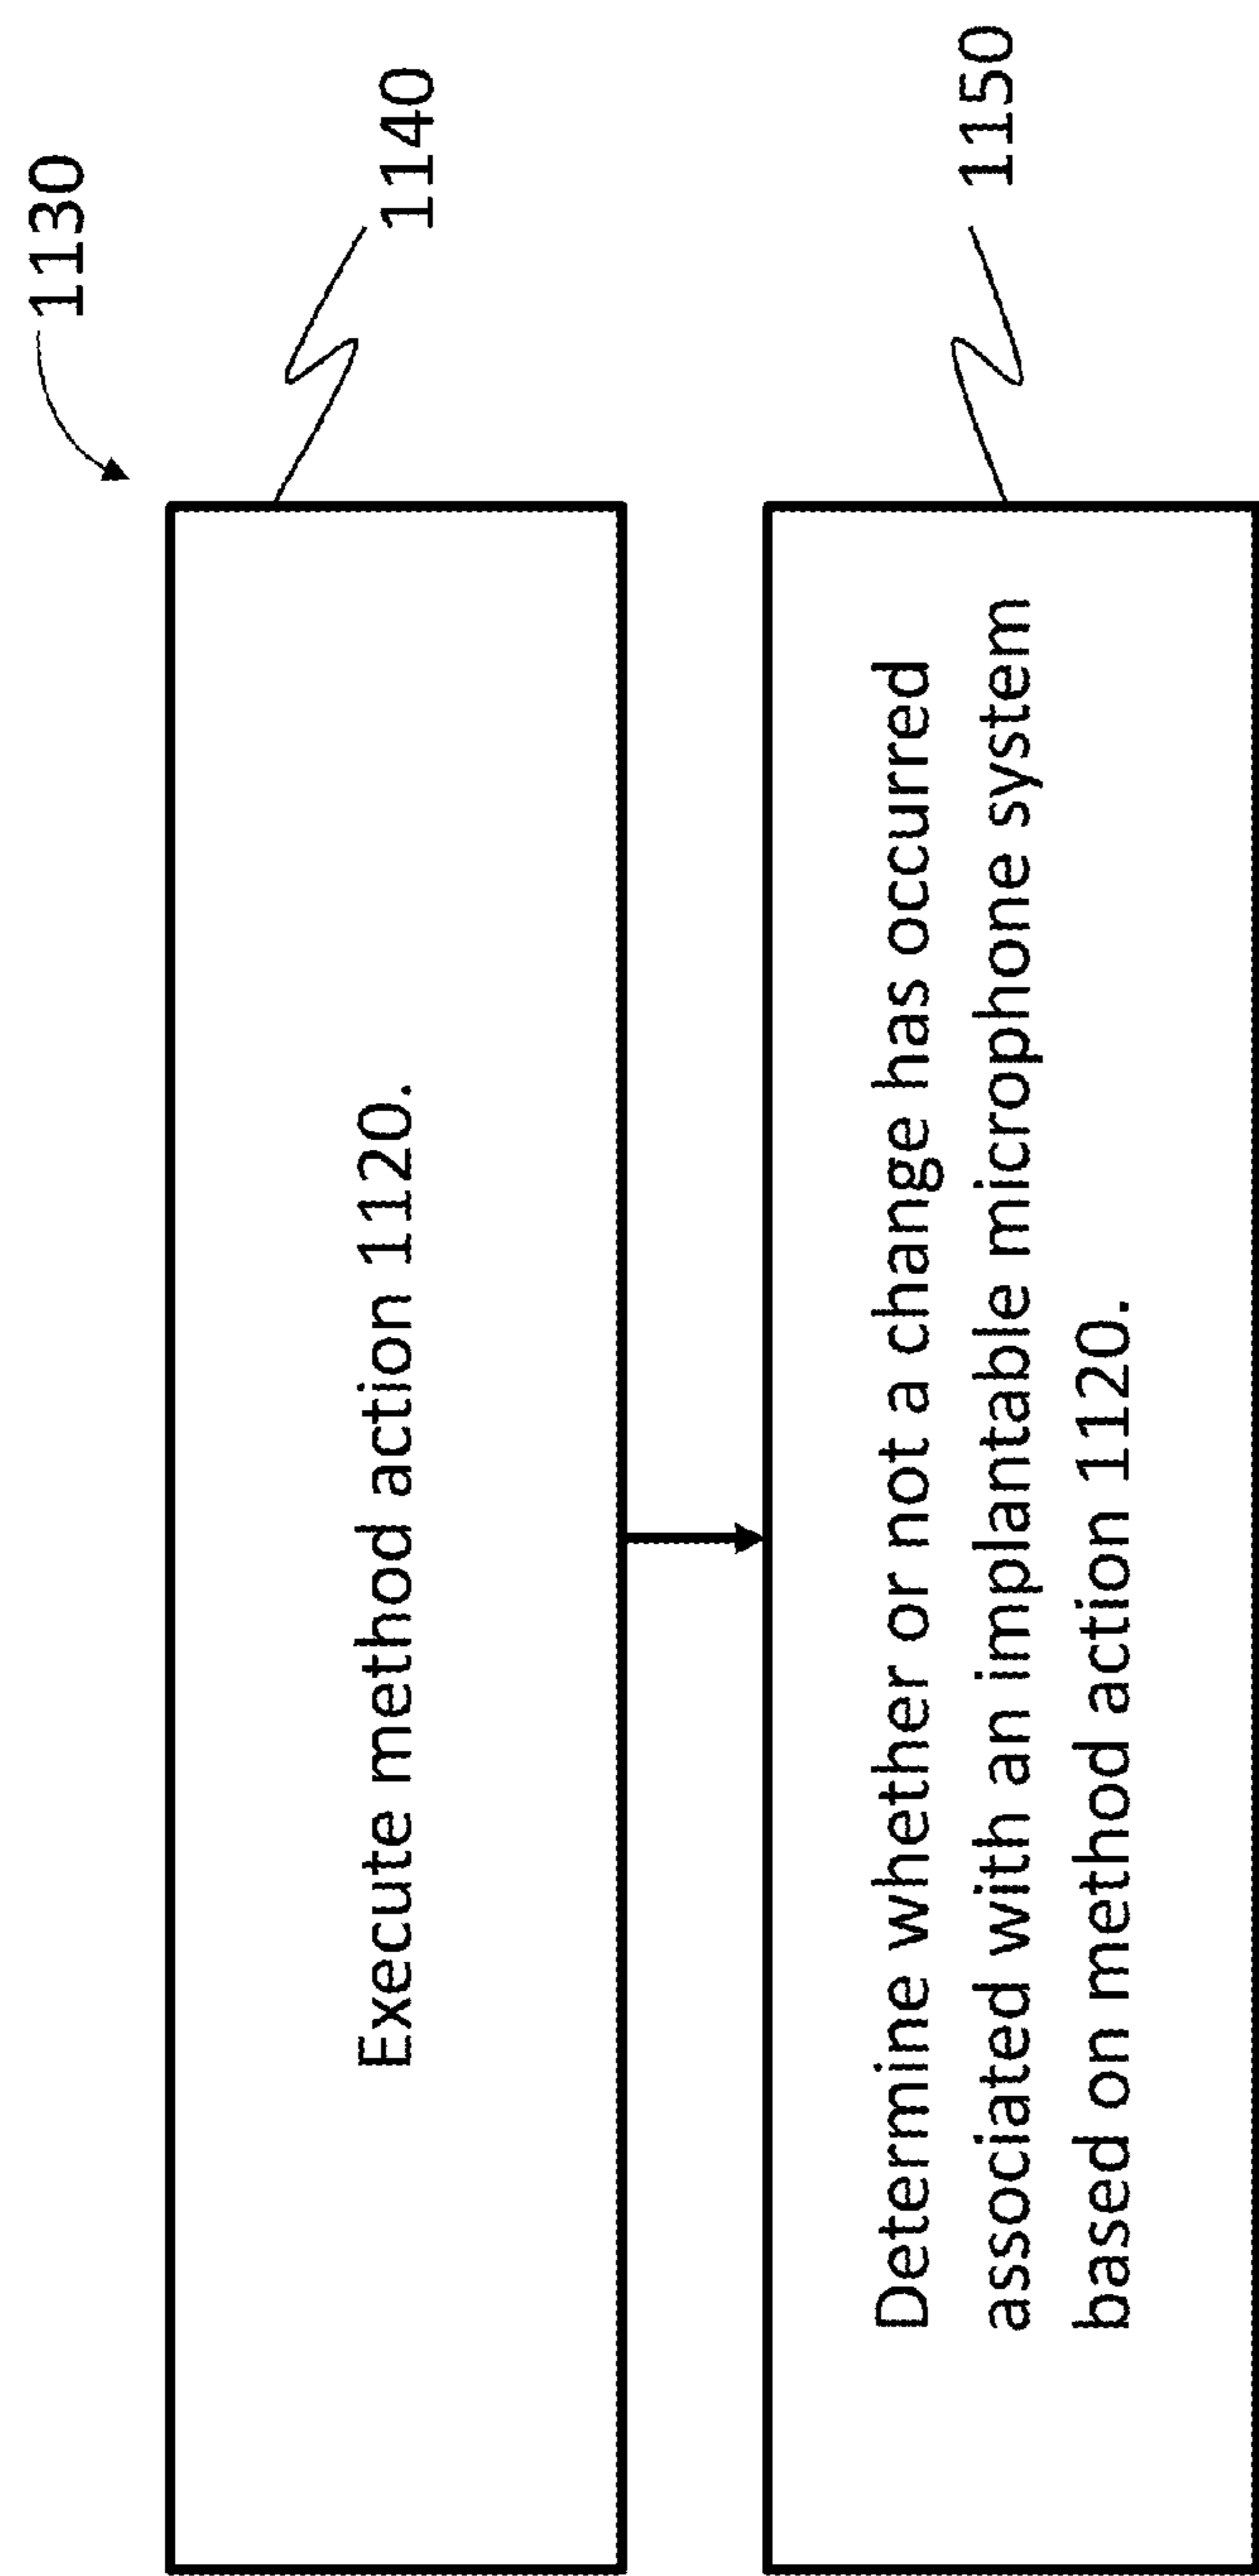 1130
1140
Execute method action 1120.
1150
Determine whether or not a change has occurred
associated with an implantable microphone system
based on method action 1120.